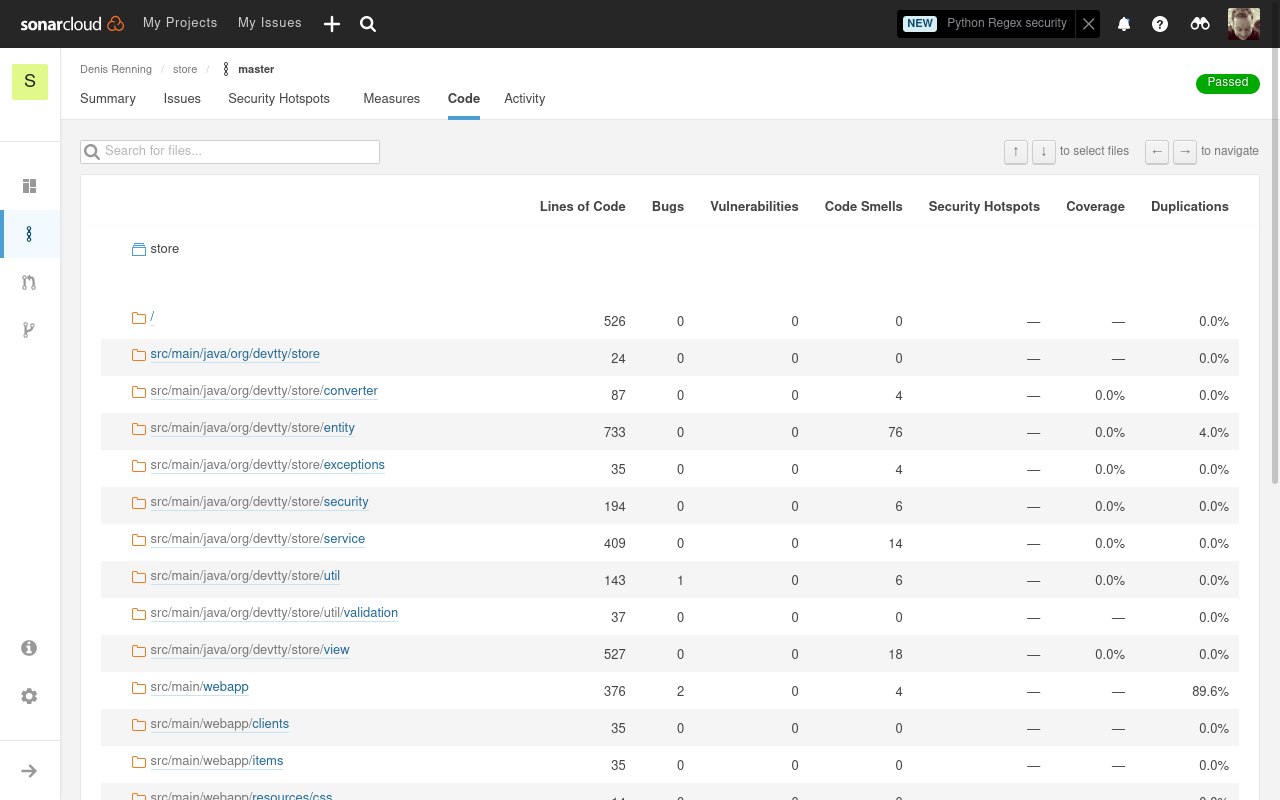 sonarcloud My Projects My Issues NEW Python Regex security
S Denis Renning / store / master Passed
Summary Issues Security Hotspots Measures Code Activity
Search for files... ↑ ↓ to select files ← → to navigate
Lines of Code Bugs Vulnerabilities Code Smells Security Hotspots Coverage Duplications
store
/ 526 0 0 0 — — 0.0%
src/main/java/org/devtty/store 24 0 0 0 — — 0.0%
src/main/java/org/devtty/store/converter 87 0 0 4 — 0.0% 0.0%
src/main/java/org/devtty/store/entity 733 0 0 76 — 0.0% 4.0%
src/main/java/org/devtty/store/exceptions 35 0 0 4 — 0.0% 0.0%
src/main/java/org/devtty/store/security 194 0 0 6 — 0.0% 0.0%
src/main/java/org/devtty/store/service 409 0 0 14 — 0.0% 0.0%
src/main/java/org/devtty/store/util 143 1 0 6 — 0.0% 0.0%
src/main/java/org/devtty/store/util/validation 37 0 0 0 — — 0.0%
src/main/java/org/devtty/store/view 527 0 0 18 — 0.0% 0.0%
src/main/webapp 376 2 0 4 — — 89.6%
src/main/webapp/clients 35 0 0 0 — — 0.0%
src/main/webapp/items 35 0 0 0 — — 0.0%
src/main/webapp/resources/css